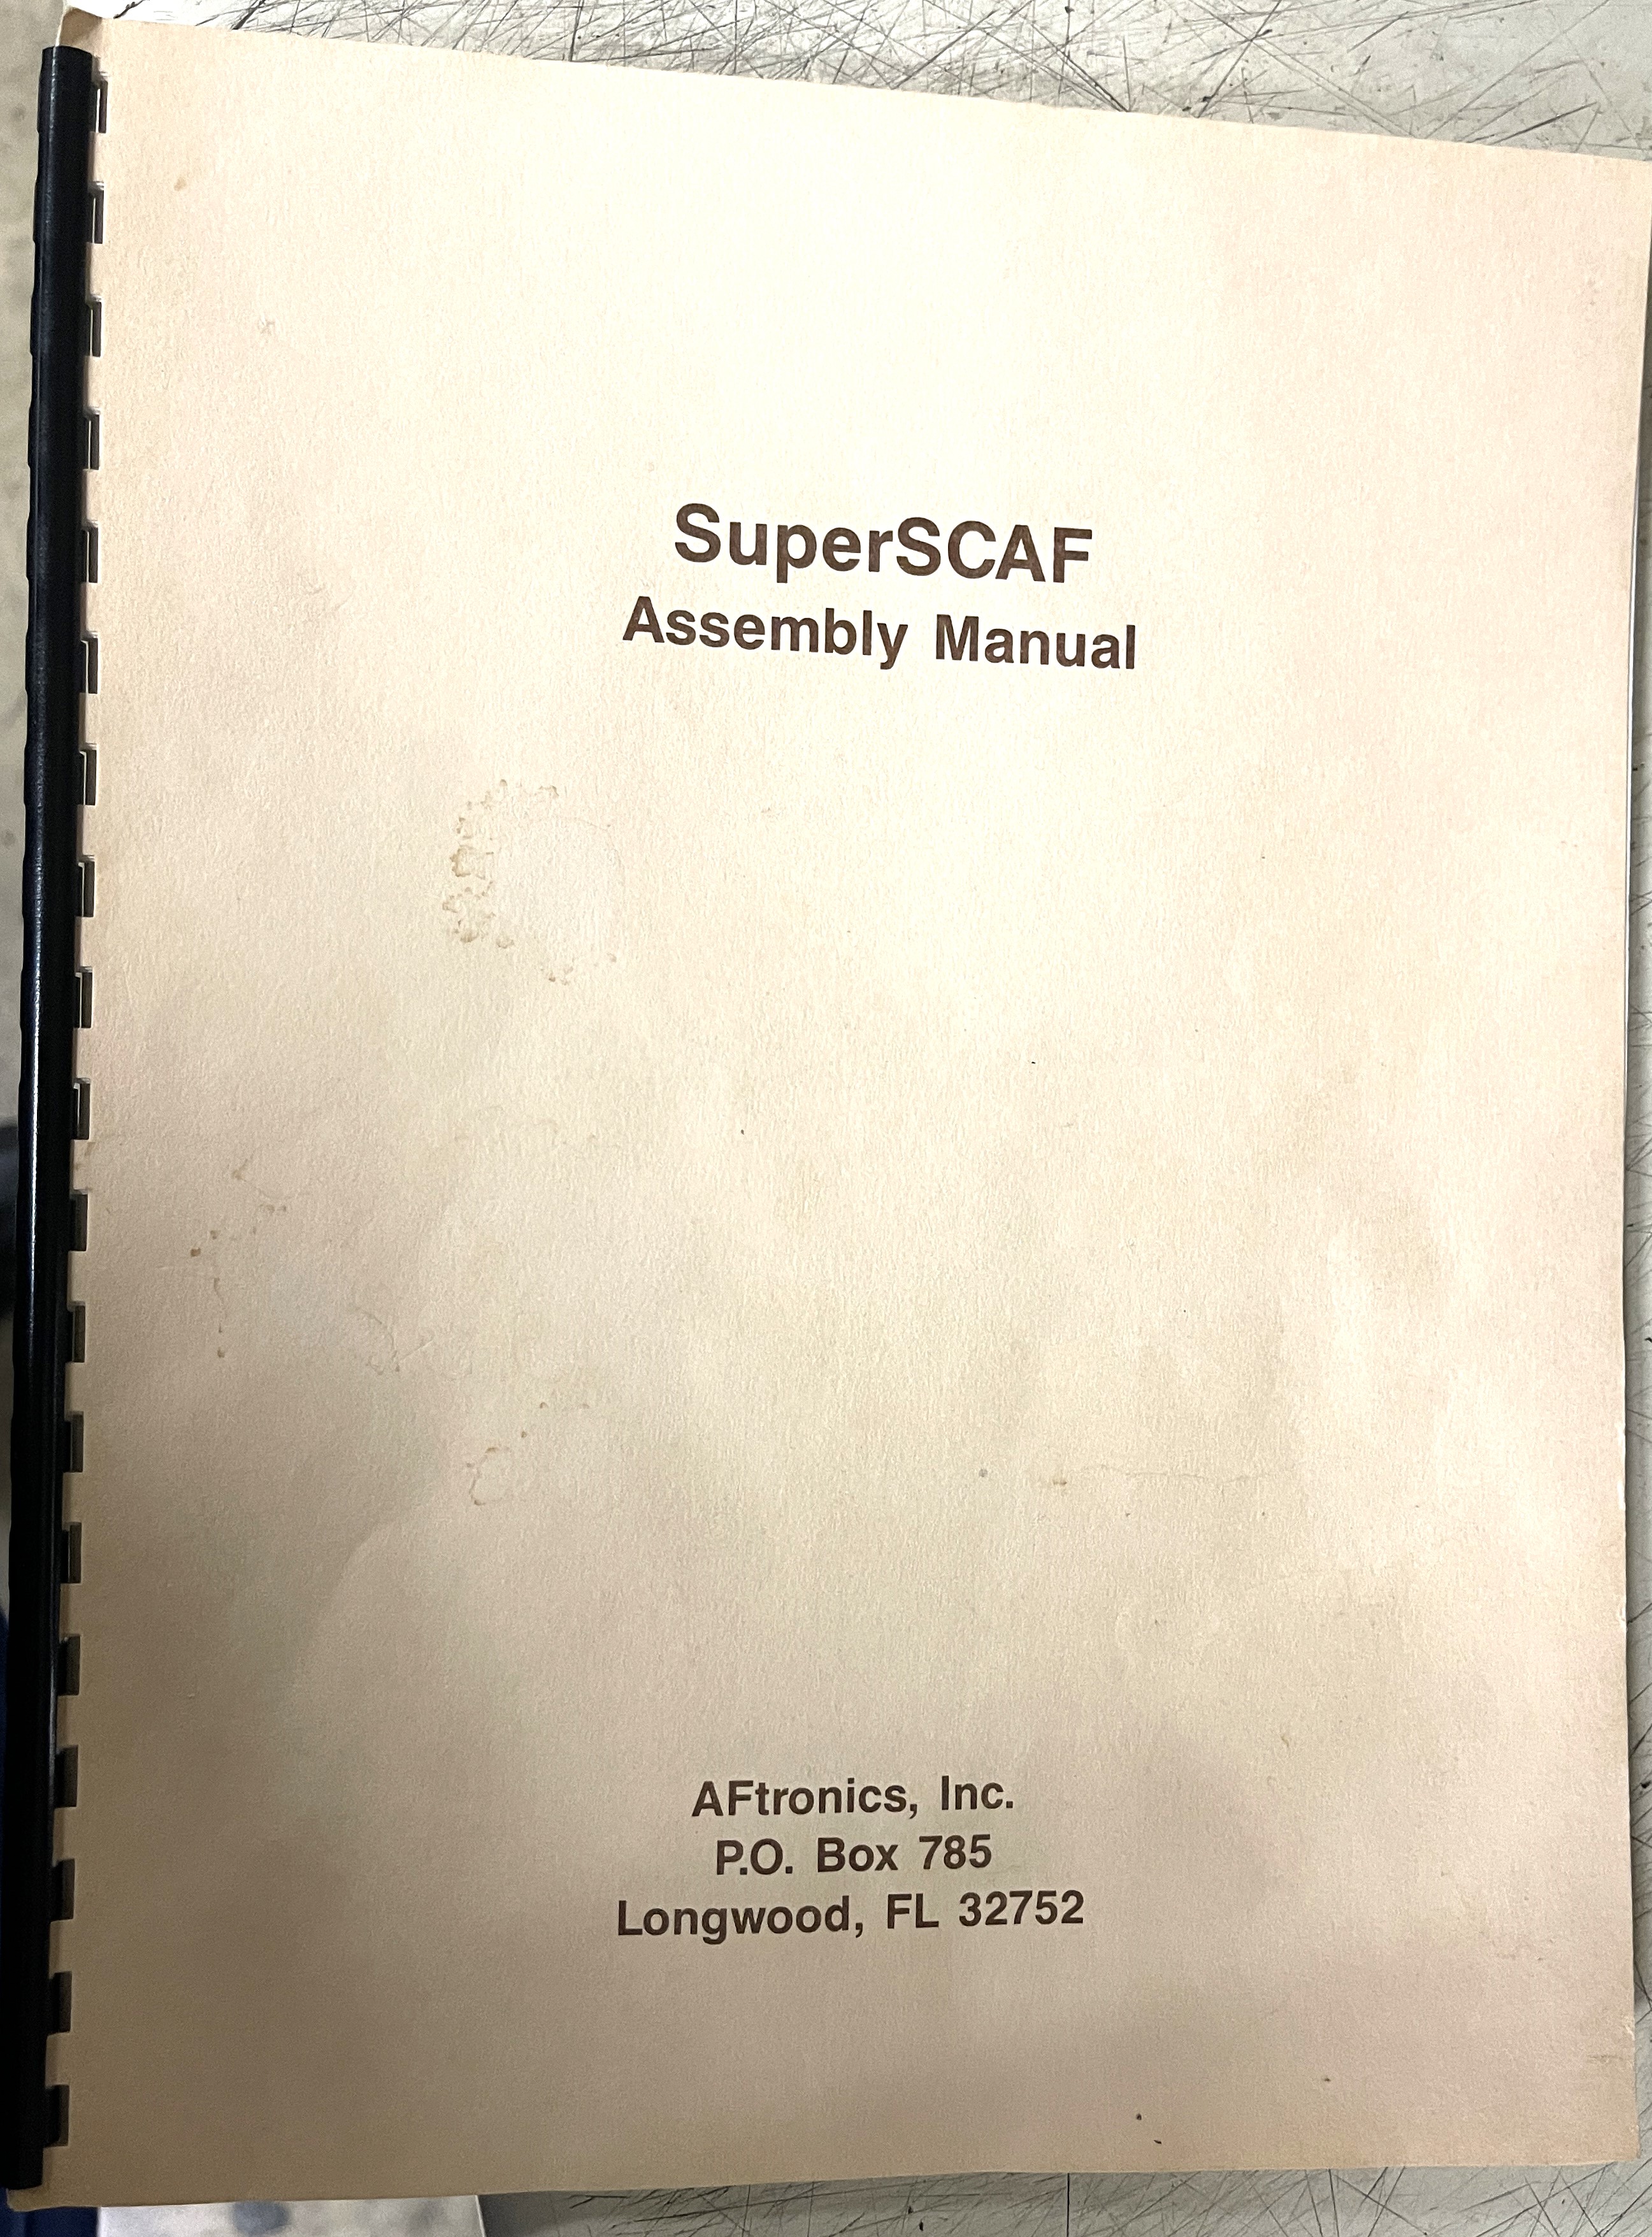 SuperSCAF
Assembly Manual
AFtronics, Inc.
P.O. Box 785
Longwood, FL 32752